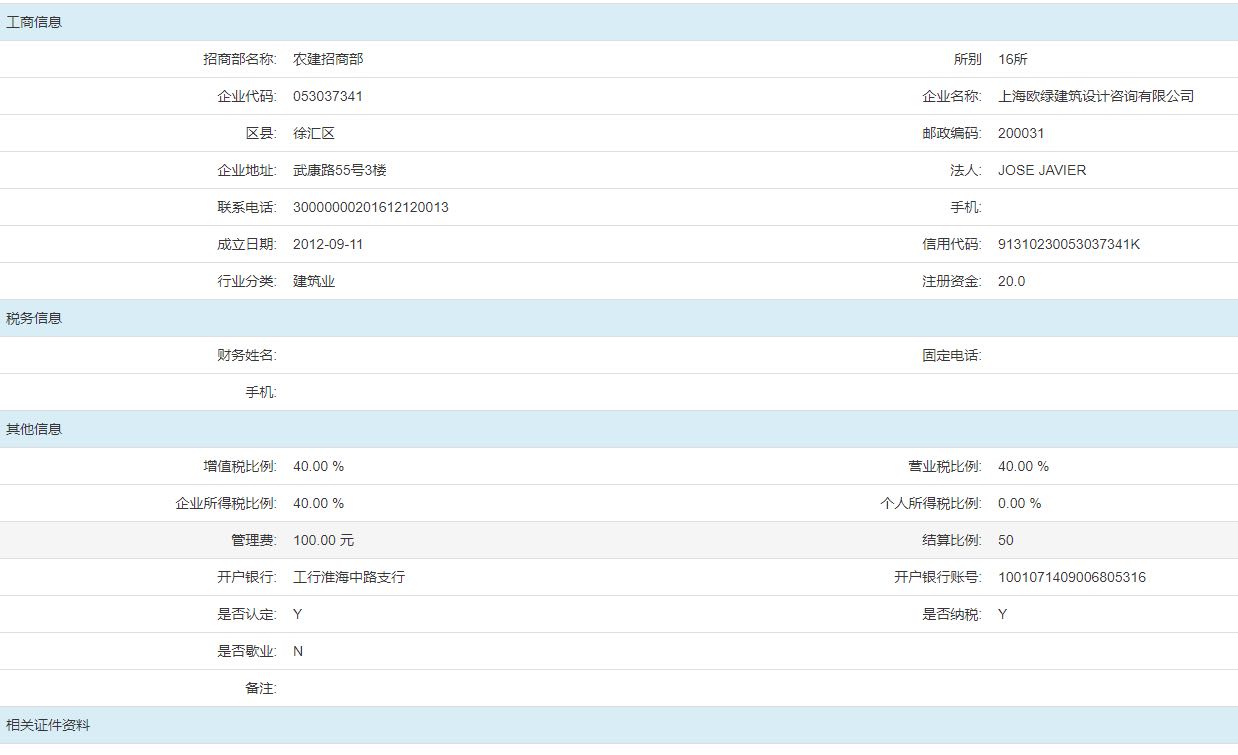 工商信息
招商部名称: 农建招商部 所别 16所
企业代码: 053037341 企业名称: 上海欧绿建筑设计咨询有限公司
区县: 徐汇区 邮政编码: 200031
企业地址: 武康路55号3楼 法人: JOSE JAVIER
联系电话: 30000000201612120013 手机:
成立日期: 2012-09-11 信用代码: 91310230053037341K
行业分类: 建筑业 注册资金: 20.0
税务信息
财务姓名: 固定电话:
手机:
其他信息
增值税比例: 40.00 % 营业税比例: 40.00 %
企业所得税比例: 40.00 % 个人所得税比例: 0.00 %
管理费: 100.00 元 结算比例: 50
开户银行: 工行淮海中路支行 开户银行账号: 1001071409006805316
是否认定: Y 是否纳税: Y
是否歇业: N
备注:
相关证件资料